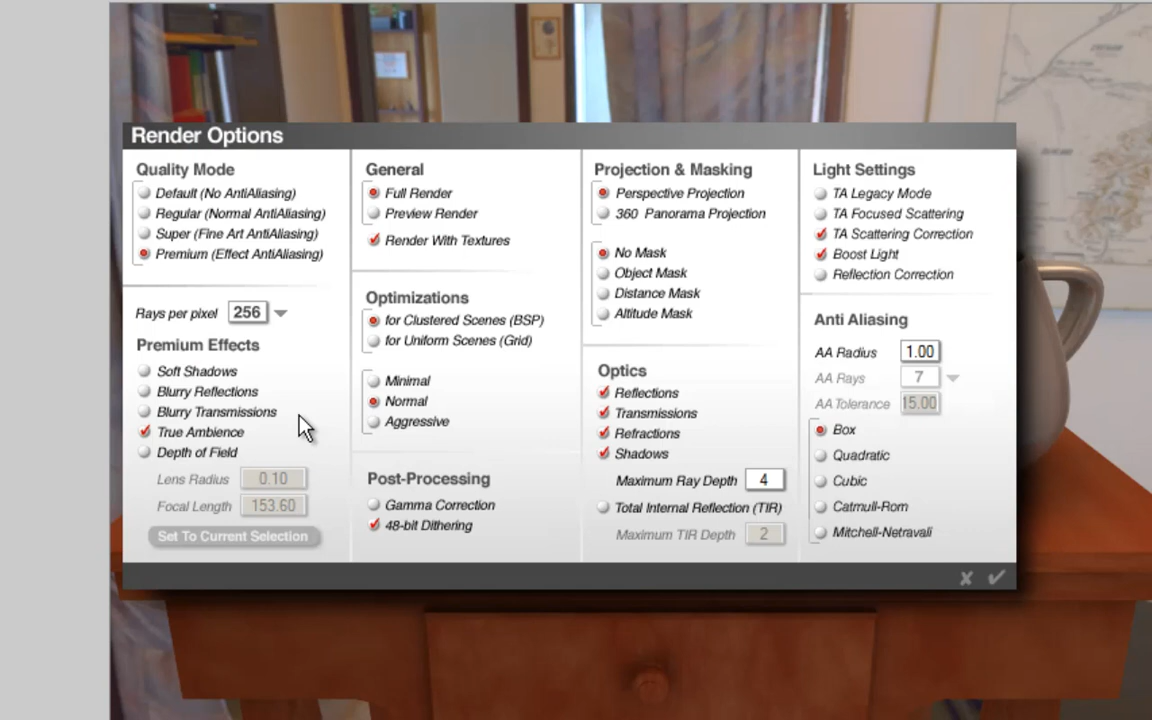 Render Options
Quality Mode
Default (No AntiAliasing)
Regular (Normal AntiAliasing)
Super (Fine Art AntiAliasing)
Premium (Effect AntiAliasing)
Rays per pixel 256
Premium Effects
Soft Shadows
Blurry Reflections
Blurry Transmissions
True Ambience
Depth of Field
Lens Radius 0.10
Focal Length 153.60
Set To Current Selection
General
Full Render
Preview Render
Render With Textures
Optimizations
for Clustered Scenes (BSP)
for Uniform Scenes (Grid)
Minimal
Normal
Aggressive
Post-Processing
Gamma Correction
48-bit Dithering
Projection & Masking
Perspective Projection
360 Panorama Projection
No Mask
Object Mask
Distance Mask
Altitude Mask
Optics
Reflections
Transmissions
Refractions
Shadows
Maximum Ray Depth 4
Total Internal Reflection (TIR)
Maximum TIR Depth 2
Light Settings
TA Legacy Mode
TA Focused Scattering
TA Scattering Correction
Boost Light
Reflection Correction
Anti Aliasing
AA Radius 1.00
AA Rays 7
AA Tolerance 15.00
Box
Quadratic
Cubic
Catmull-Rom
Mitchell-Netravali